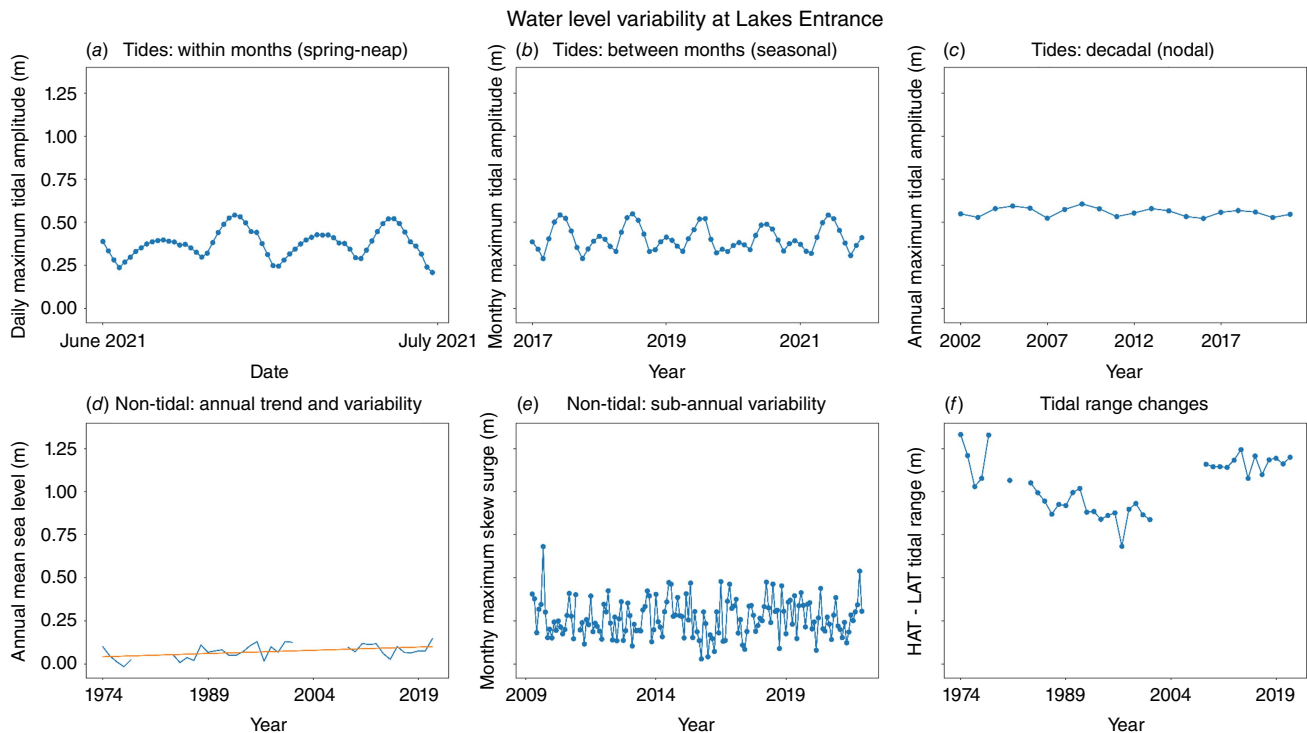 Water level variability at Lakes Entrance
(a) Tides: within months (spring-neap)
Daily maximum tidal amplitude (m)
1.25
1.00
0.75
0.50
0.25
0.00
June 2021 July 2021
Date
(b) Tides: between months (seasonal)
Monthy maximum tidal amplitude (m)
2017 2019 2021
Year
(c) Tides: decadal (nodal)
Annual maximum tidal amplitude (m)
2002 2007 2012 2017
Year
(d) Non-tidal: annual trend and variability
Annual mean sea level (m)
1.25
1.00
0.75
0.50
0.25
0.00
1974 1989 2004 2019
Year
(e) Non-tidal: sub-annual variability
Monthy maximum skew surge (m)
2009 2014 2019
Year
(f) Tidal range changes
HAT - LAT tidal range (m)
1974 1989 2004 2019
Year